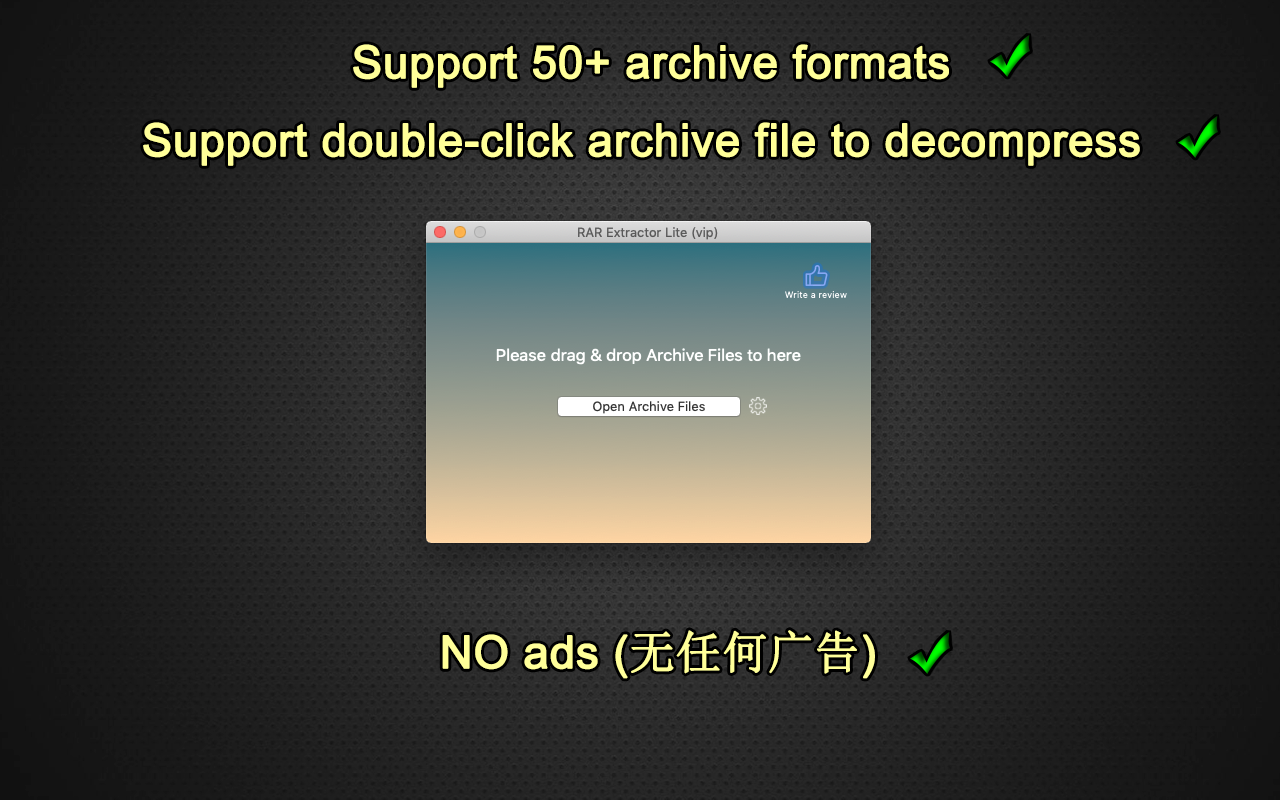 Support 50+ archive formats
Support double-click archive file to decompress
RAR Extractor Lite (vip)
Write a review
Please drag & drop Archive Files to here
Open Archive Files
NO ads (无任何广告)